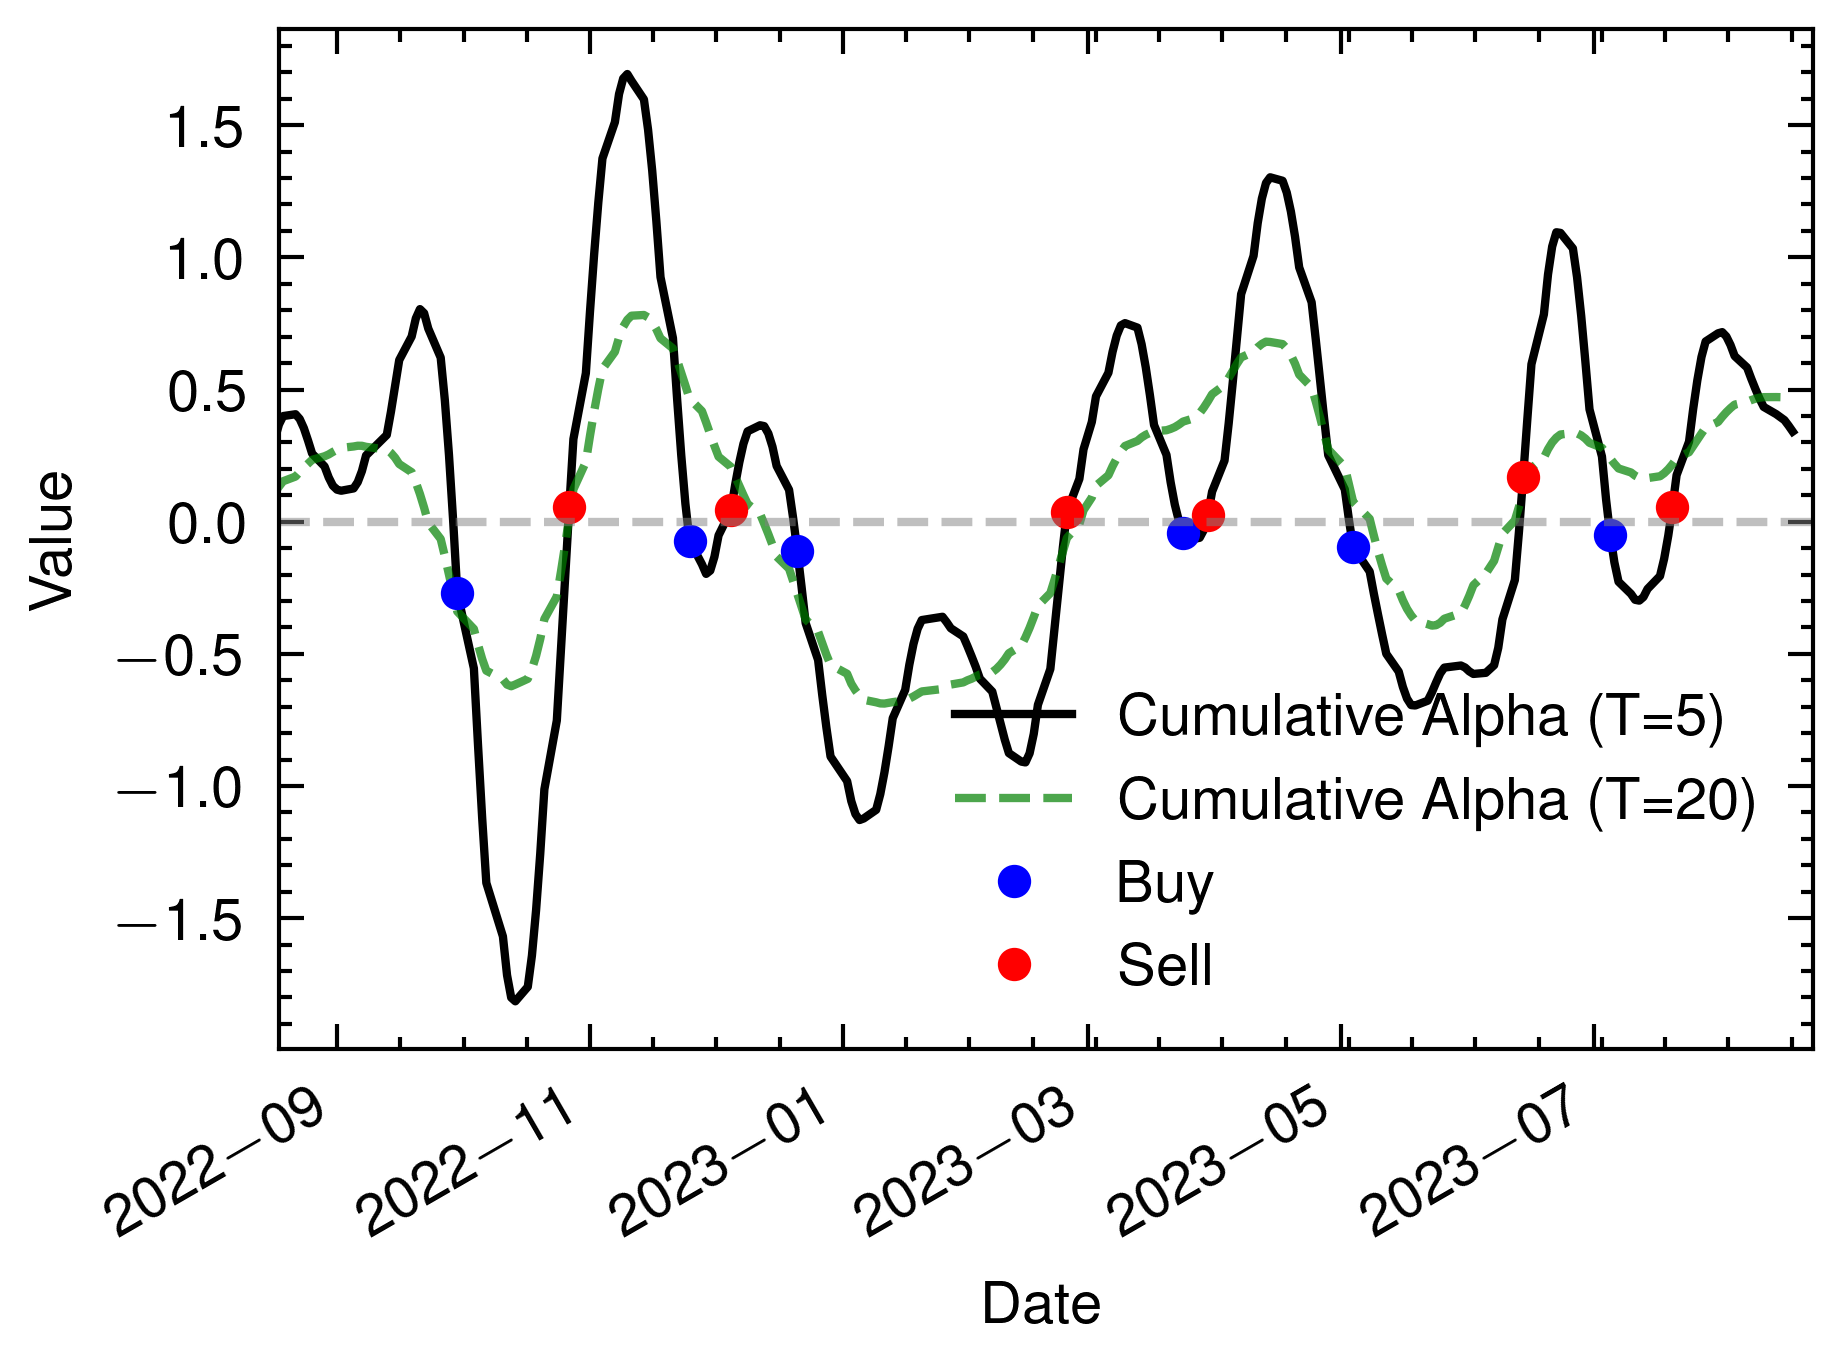 1.5
1.0
0.5
0.0
−0.5
−1.0
−1.5
Value
Cumulative Alpha (T=5)
Cumulative Alpha (T=20)
Buy
Sell
2022−09
2022−11
2023−01
2023−03
2023−05
2023−07
Date